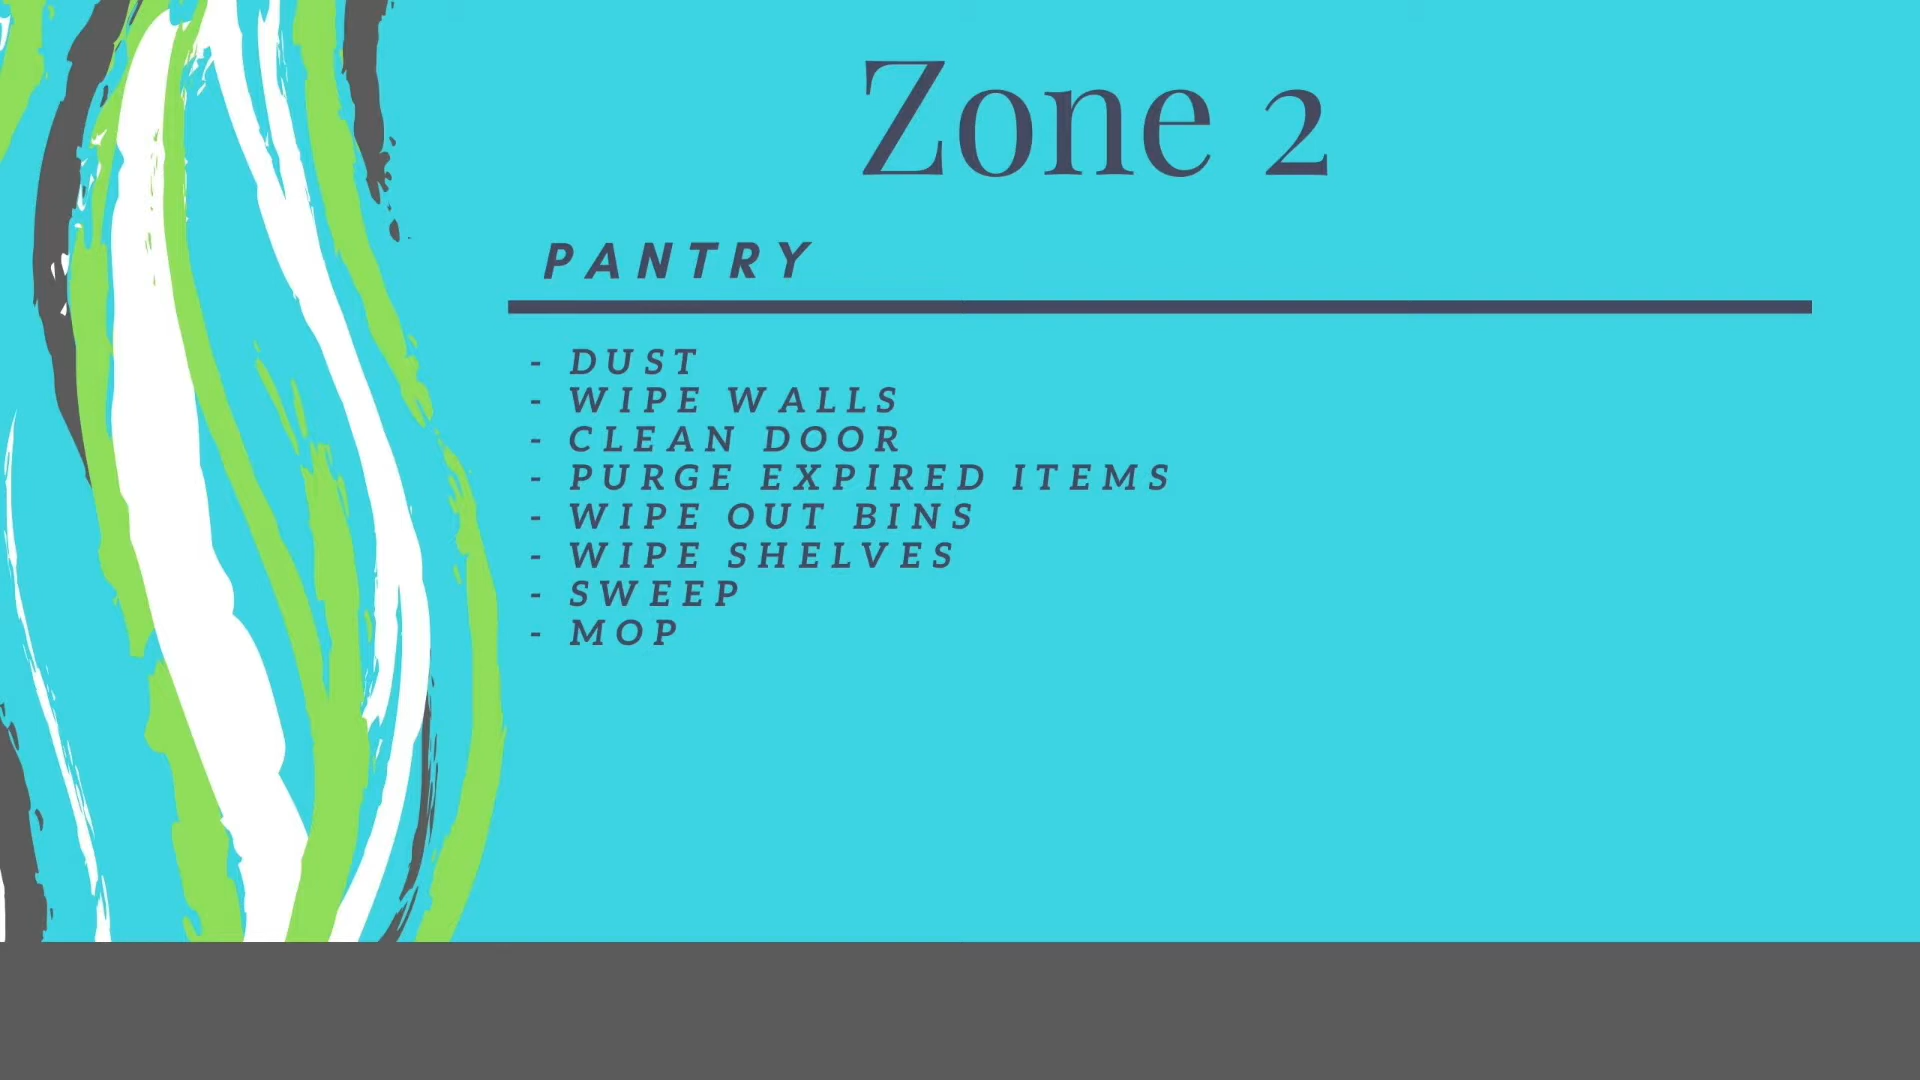 Zone 2
PANTRY
- DUST
- WIPE WALLS
- CLEAN DOOR
- PURGE EXPIRED ITEMS
- WIPE OUT BINS
- WIPE SHELVES
- SWEEP
- MOP